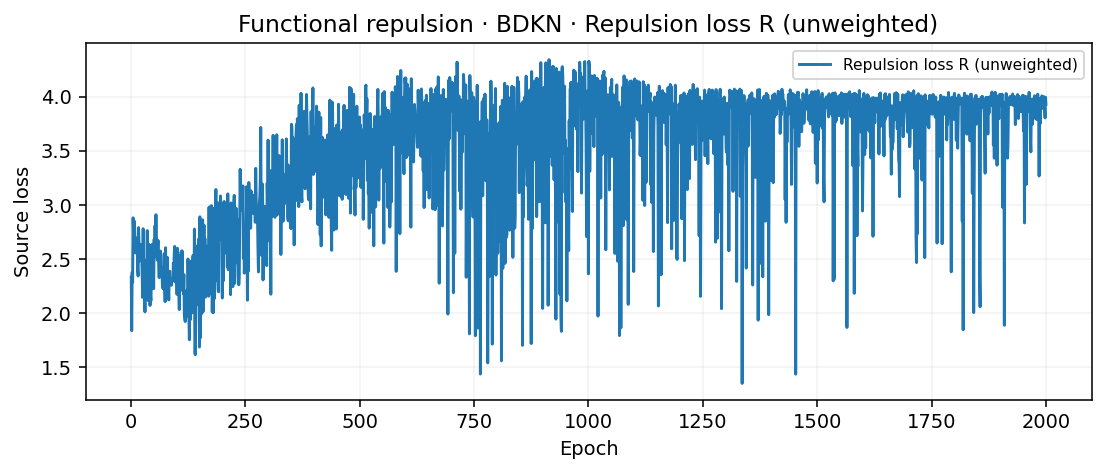 Functional repulsion · BDKN · Repulsion loss R (unweighted)
Repulsion loss R (unweighted)
Source loss
4.0
3.5
3.0
2.5
2.0
1.5
0 250 500 750 1000 1250 1500 1750 2000
Epoch